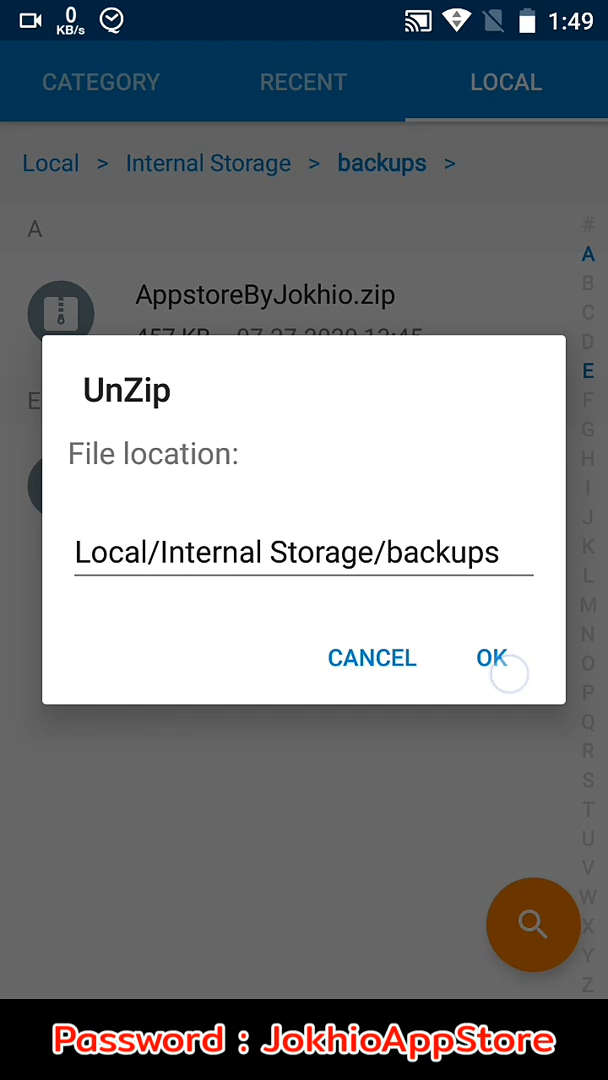 0
KB/s
1:49
CATEGORY RECENT LOCAL
Local > Internal Storage > backups >
A
AppstoreByJokhio.zip
UnZip
File location:
Local/Internal Storage/backups
CANCEL OK
E
#
A
B
C
D
E
F
G
H
I
J
K
L
M
N
O
P
Q
R
S
T
U
V
W
X
Y
Z
Password : JokhioAppStore